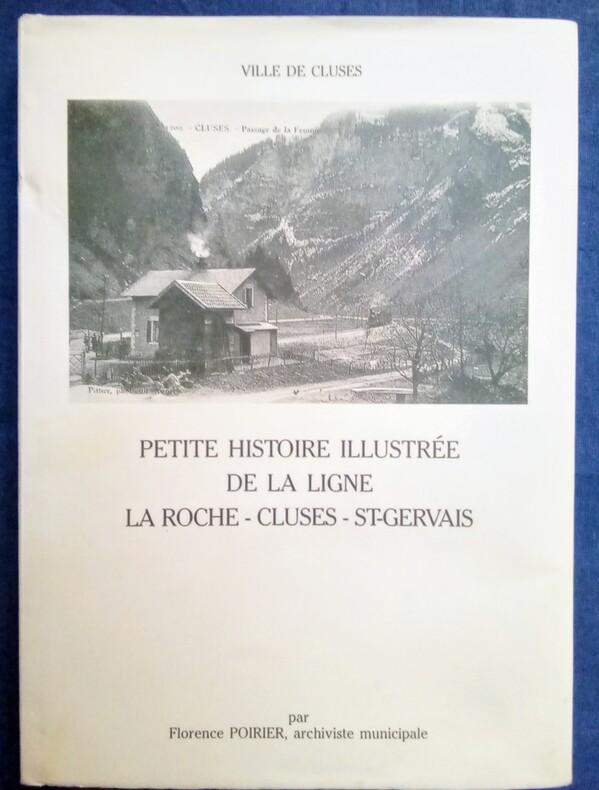 VILLE DE CLUSES
CLUSES. - Passage de la
Pittier,
PETITE HISTOIRE ILLUSTRÉE
DE LA LIGNE
LA ROCHE - CLUSES - ST-GERVAIS
par
Florence POIRIER, archiviste municipale